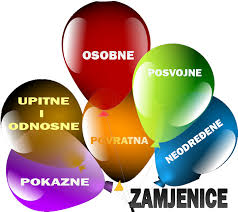 OSOBNE
POSVOJNE
UPITNE
I
ODNOSNE
POVRATNA
NEODREĐENE
POKAZNE
ZAMJENICE